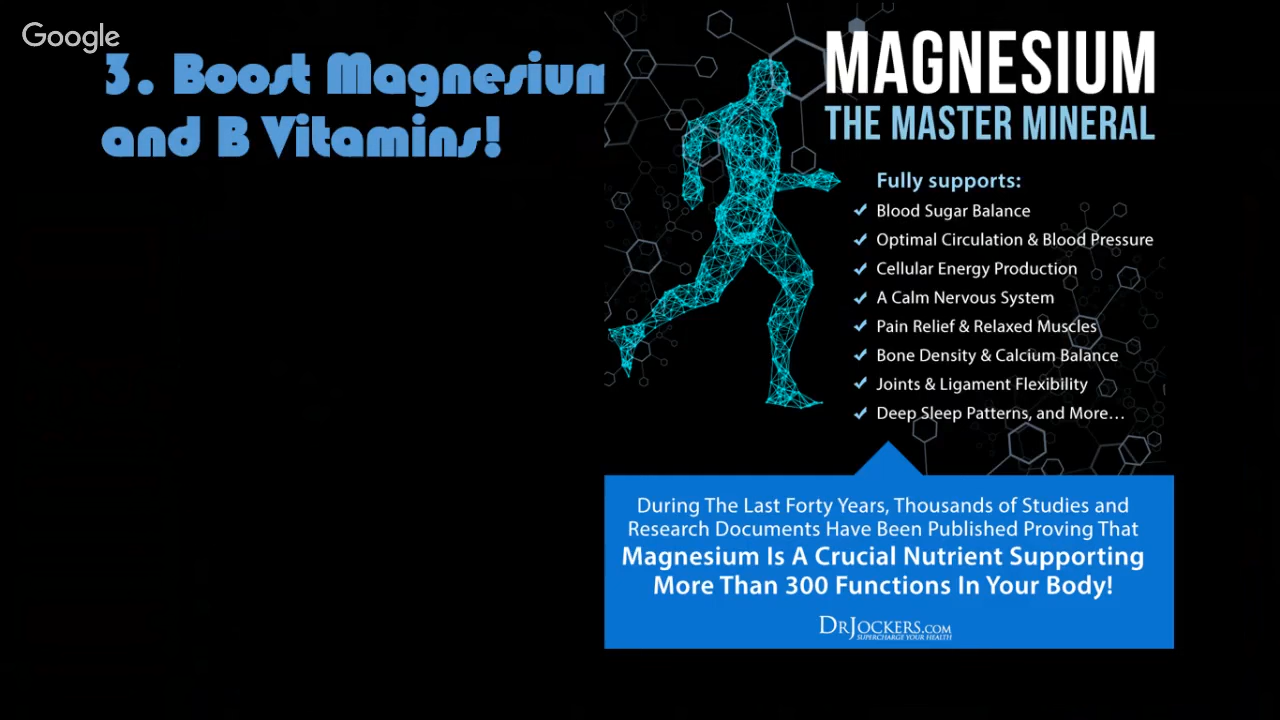 Google
3. Boost Magnesium
and B Vitamins!
MAGNESIUM
THE MASTER MINERAL
Fully supports:
Blood Sugar Balance
Optimal Circulation & Blood Pressure
Cellular Energy Production
A Calm Nervous System
Pain Relief & Relaxed Muscles
Bone Density & Calcium Balance
Joints & Ligament Flexibility
Deep Sleep Patterns, and More...
During The Last Forty Years, Thousands of Studies and
Research Documents Have Been Published Proving That
Magnesium Is A Crucial Nutrient Supporting
More Than 300 Functions In Your Body!
DRJOCKERS.COM
SUPERCHARGE YOUR HEALTH